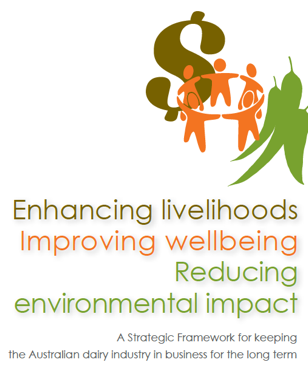 $
Enhancing livelihoods
Improving wellbeing
Reducing
environmental impact
A Strategic Framework for keeping
the Australian dairy industry in business for the long term